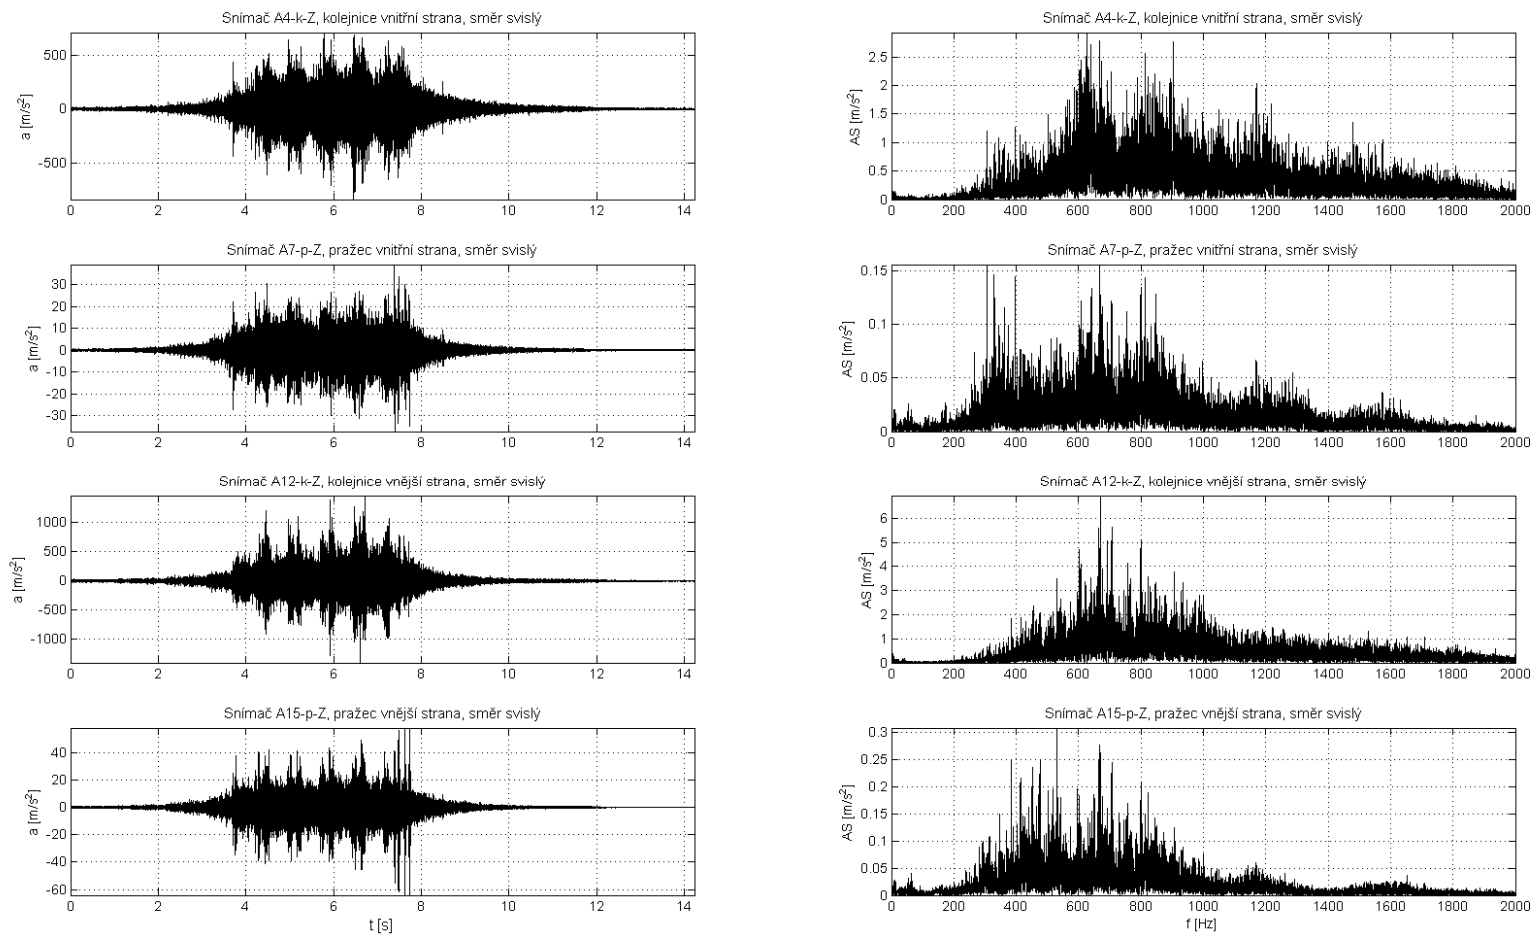 Snímač A4-k-Z, kolejnice vnitřní strana, směr svislý
a [m/s²]
500
0
-500
0 2 4 6 8 10 12 14
Snímač A4-k-Z, kolejnice vnitřní strana, směr svislý
AS [m/s²]
2.5
2
1.5
1
0.5
0
0 200 400 600 800 1000 1200 1400 1600 1800 2000
Snímač A7-p-Z, pražec vnitřní strana, směr svislý
a [m/s²]
30
20
10
0
-10
-20
-30
0 2 4 6 8 10 12 14
Snímač A7-p-Z, pražec vnitřní strana, směr svislý
AS [m/s²]
0.15
0.1
0.05
0
0 200 400 600 800 1000 1200 1400 1600 1800 2000
Snímač A12-k-Z, kolejnice vnější strana, směr svislý
a [m/s²]
1000
500
0
-500
-1000
0 2 4 6 8 10 12 14
Snímač A12-k-Z, kolejnice vnější strana, směr svislý
AS [m/s²]
6
5
4
3
2
1
0
0 200 400 600 800 1000 1200 1400 1600 1800 2000
Snímač A15-p-Z, pražec vnější strana, směr svislý
a [m/s²]
40
20
0
-20
-40
-60
0 2 4 6 8 10 12 14
t [s]
Snímač A15-p-Z, pražec vnější strana, směr svislý
AS [m/s²]
0.3
0.25
0.2
0.15
0.1
0.05
0
0 200 400 600 800 1000 1200 1400 1600 1800 2000
f [Hz]